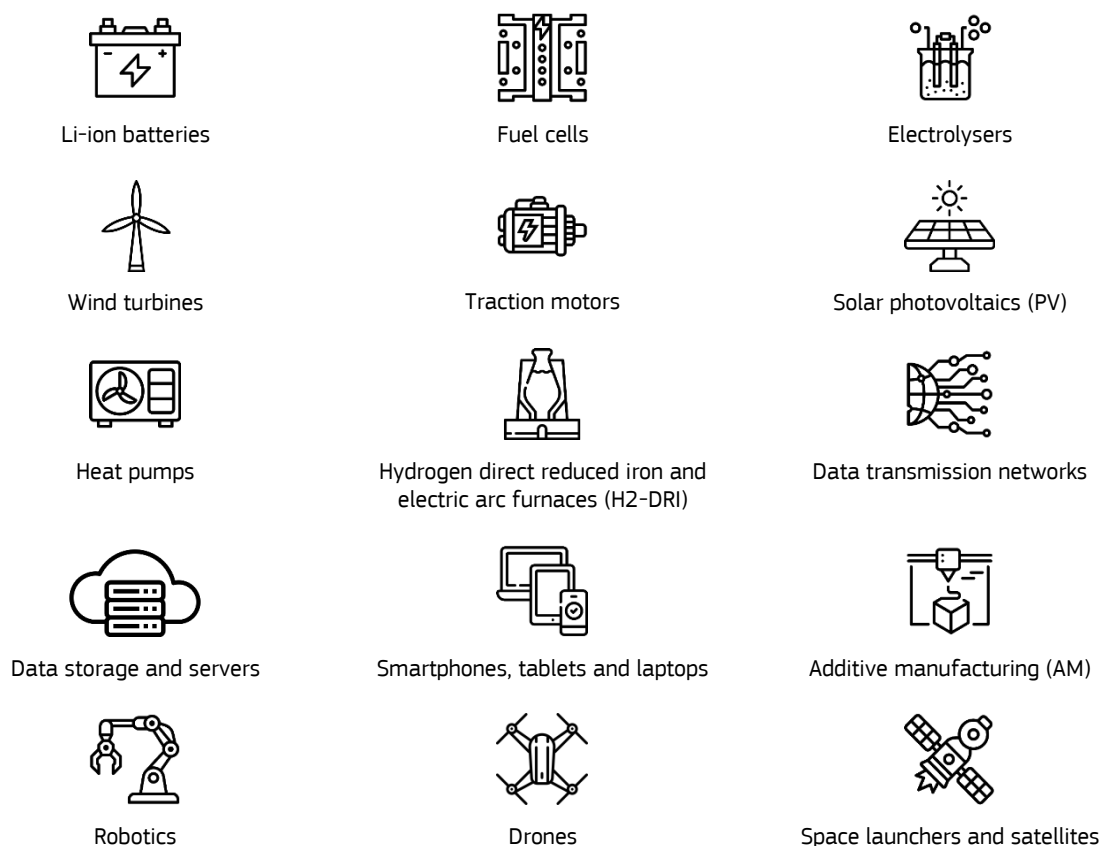 Li-ion batteries
Fuel cells
Electrolysers
Wind turbines
Traction motors
Solar photovoltaics (PV)
Heat pumps
Hydrogen direct reduced iron and
electric arc furnaces (H2-DRI)
Data transmission networks
Data storage and servers
Smartphones, tablets and laptops
Additive manufacturing (AM)
Robotics
Drones
Space launchers and satellites